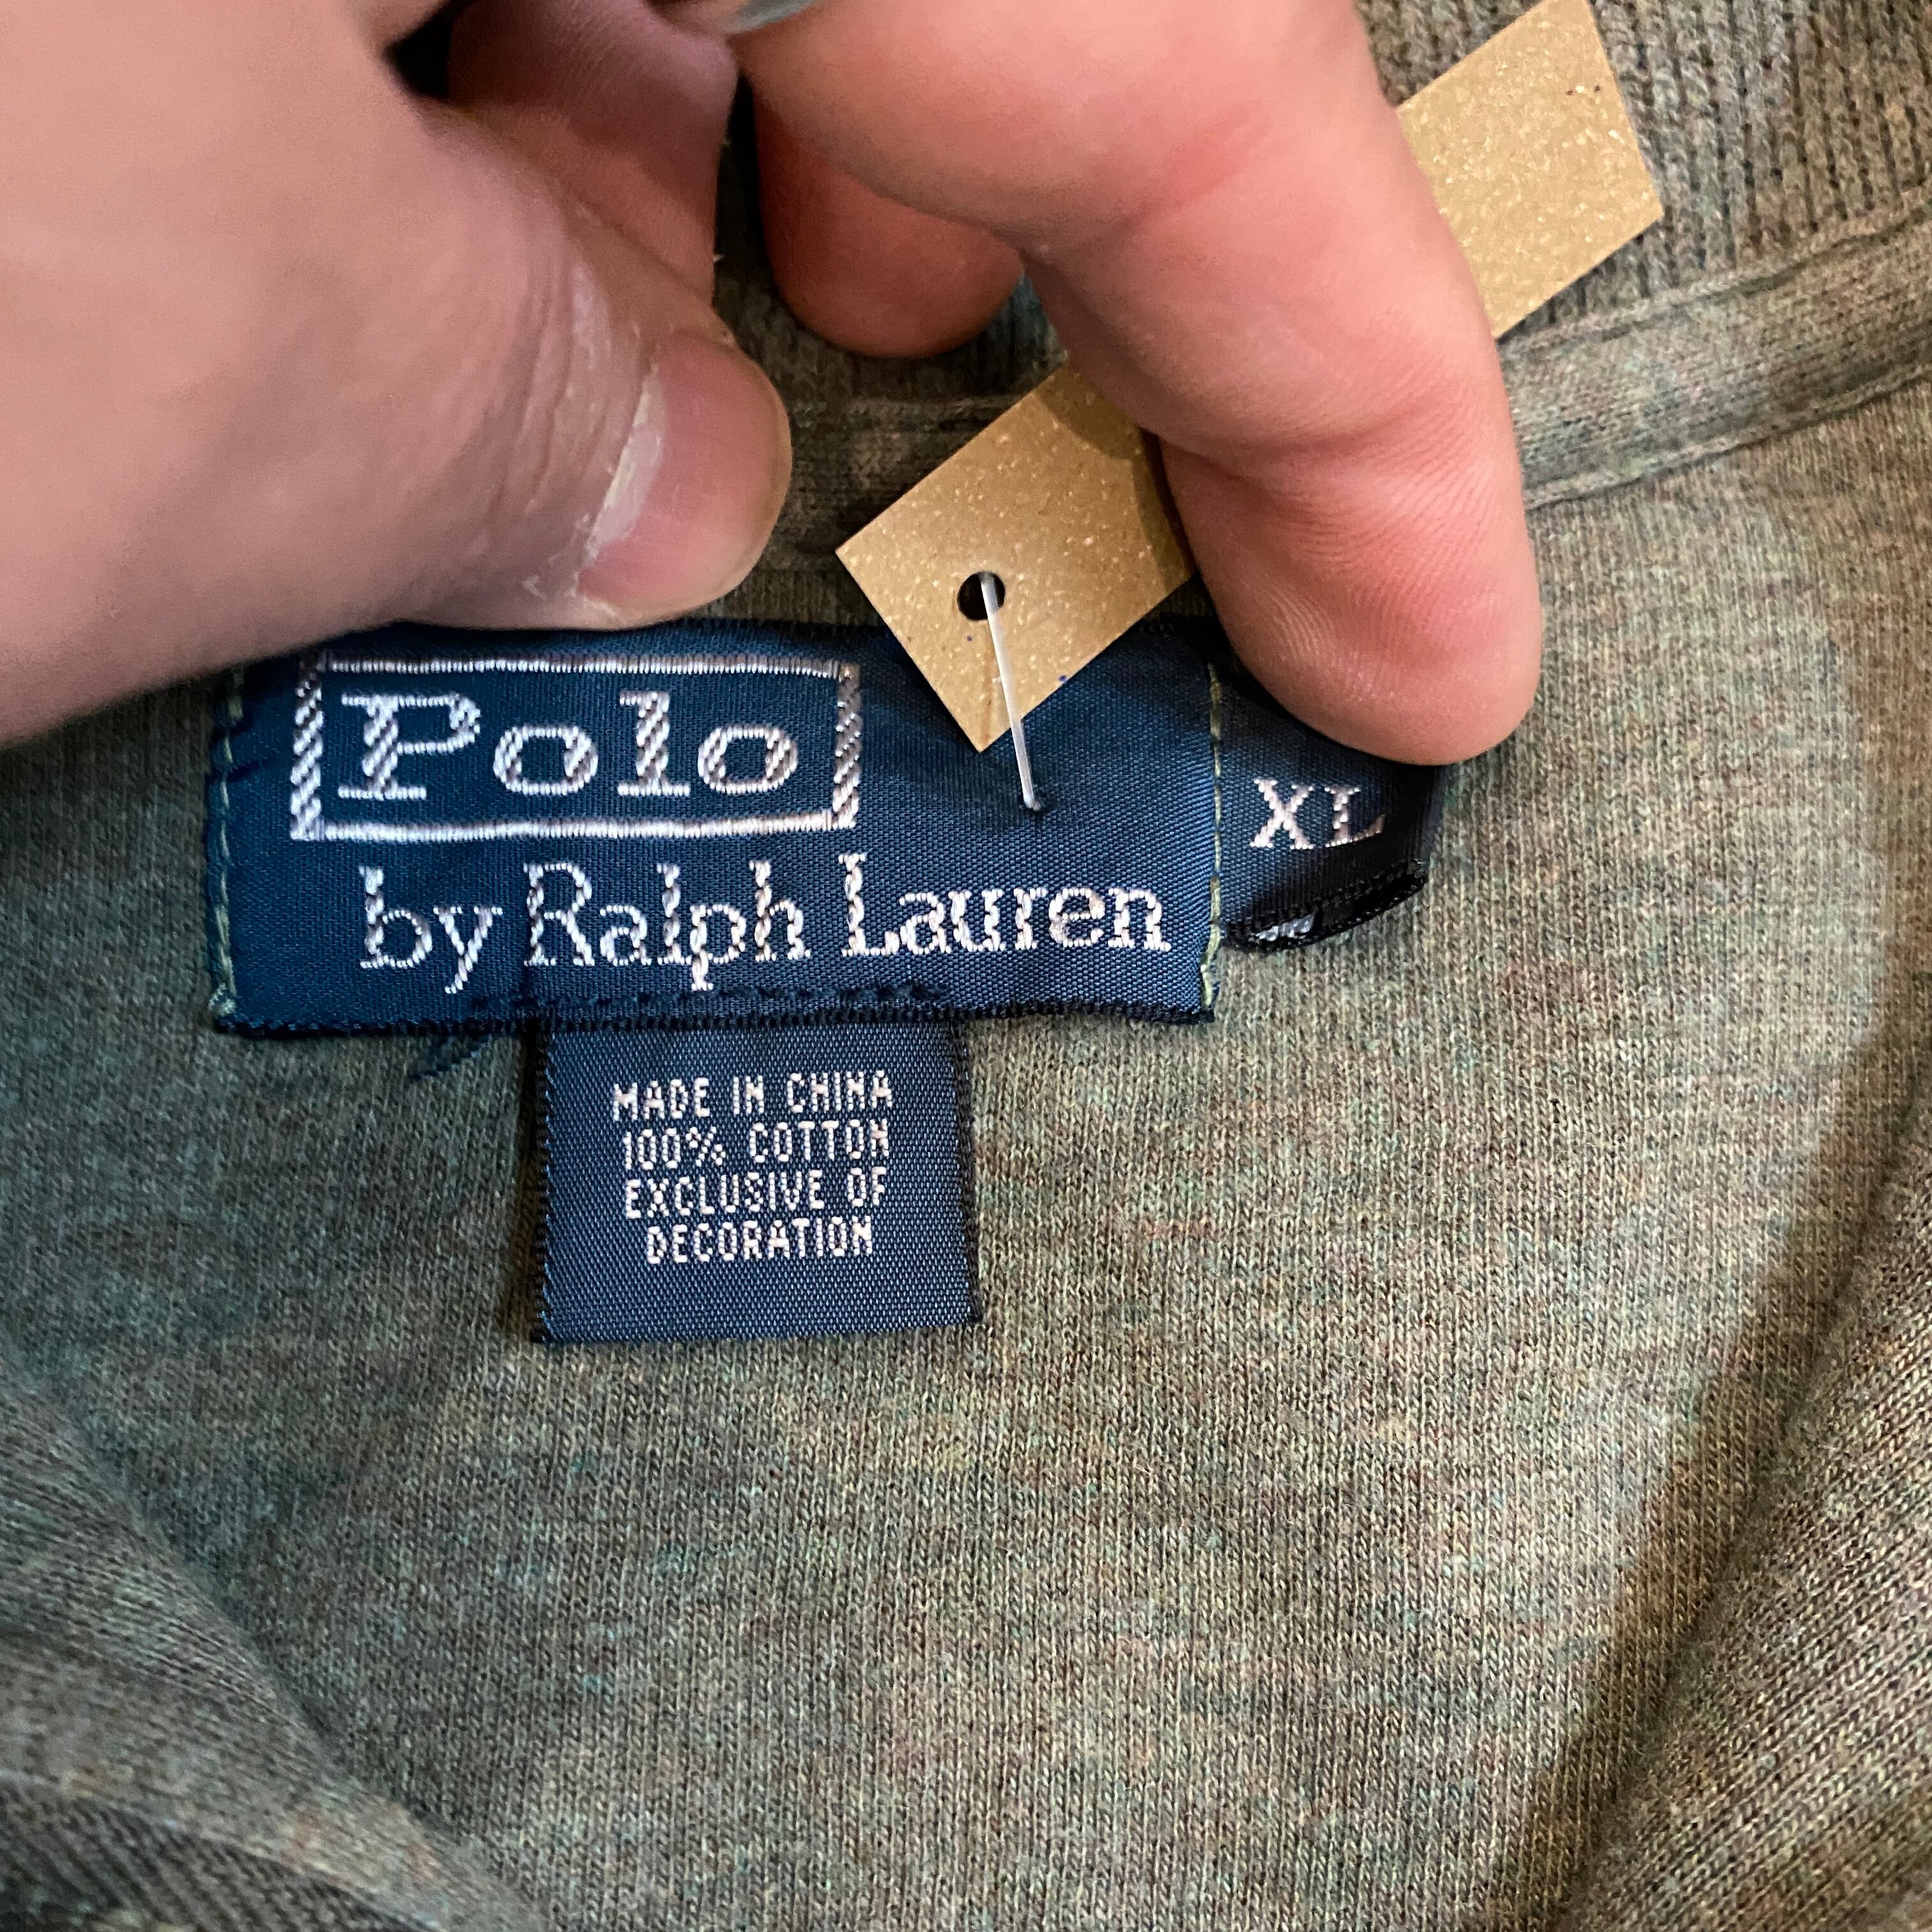 Polo
by Ralph Lauren
XL
MADE IN CHINA
100% COTTON
EXCLUSIVE OF
DECORATION